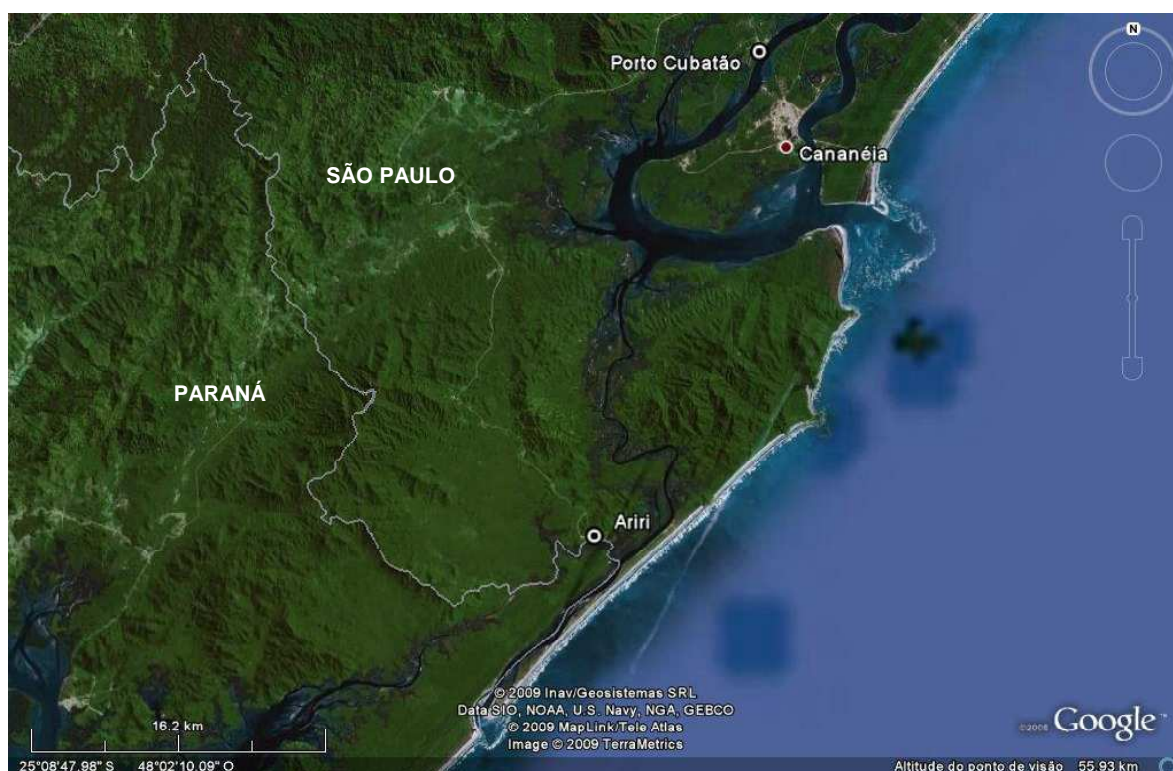 N
Porto Cubatão
Cananéia
SÃO PAULO
PARANÁ
Ariri
© 2009 Inav/Geosistemas SRL
Data SIO, NOAA, U.S. Navy, NGA, GEBCO
© 2009 MapLink/Tele Atlas
Image © 2009 TerraMetrics
16.2 km
©2008 Google™
25°08'47.98" S 48°02'10.09" O
Altitude do ponto de visão 55.93 km